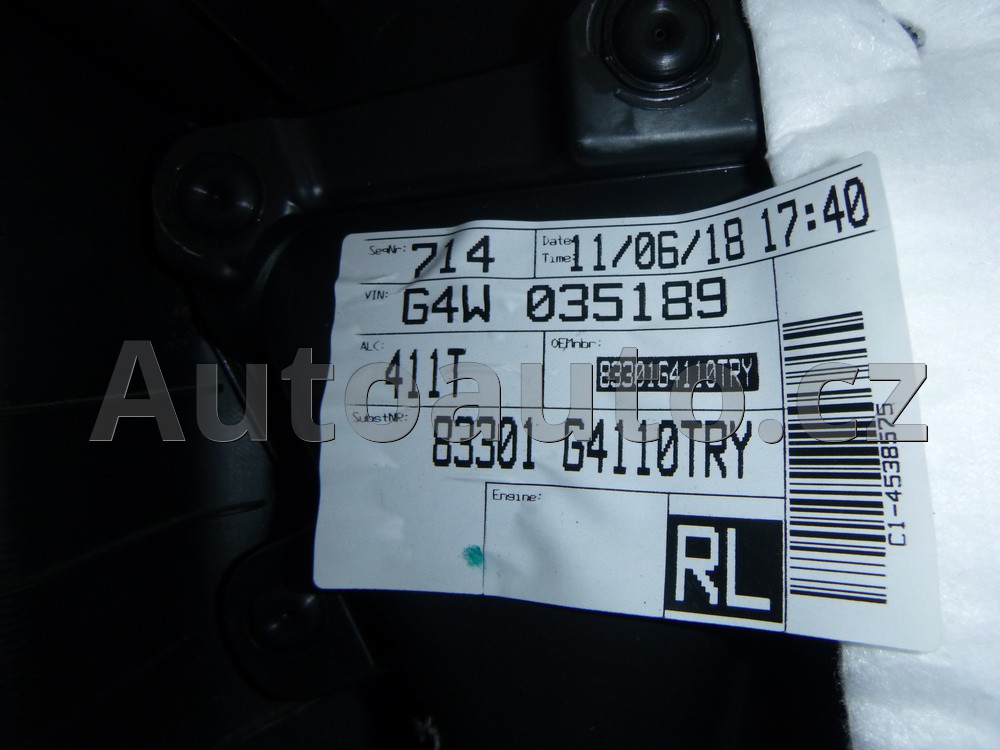 SeqNr: 714
Date/Time: 11/06/18 17:40
VIN: G4W 035189
ALC: 411T
OEMnbr: 83301G4110TRY
SubstNR: 83301 G4110TRY
Engine:
RL
C1-4538575
Autoauto.cz